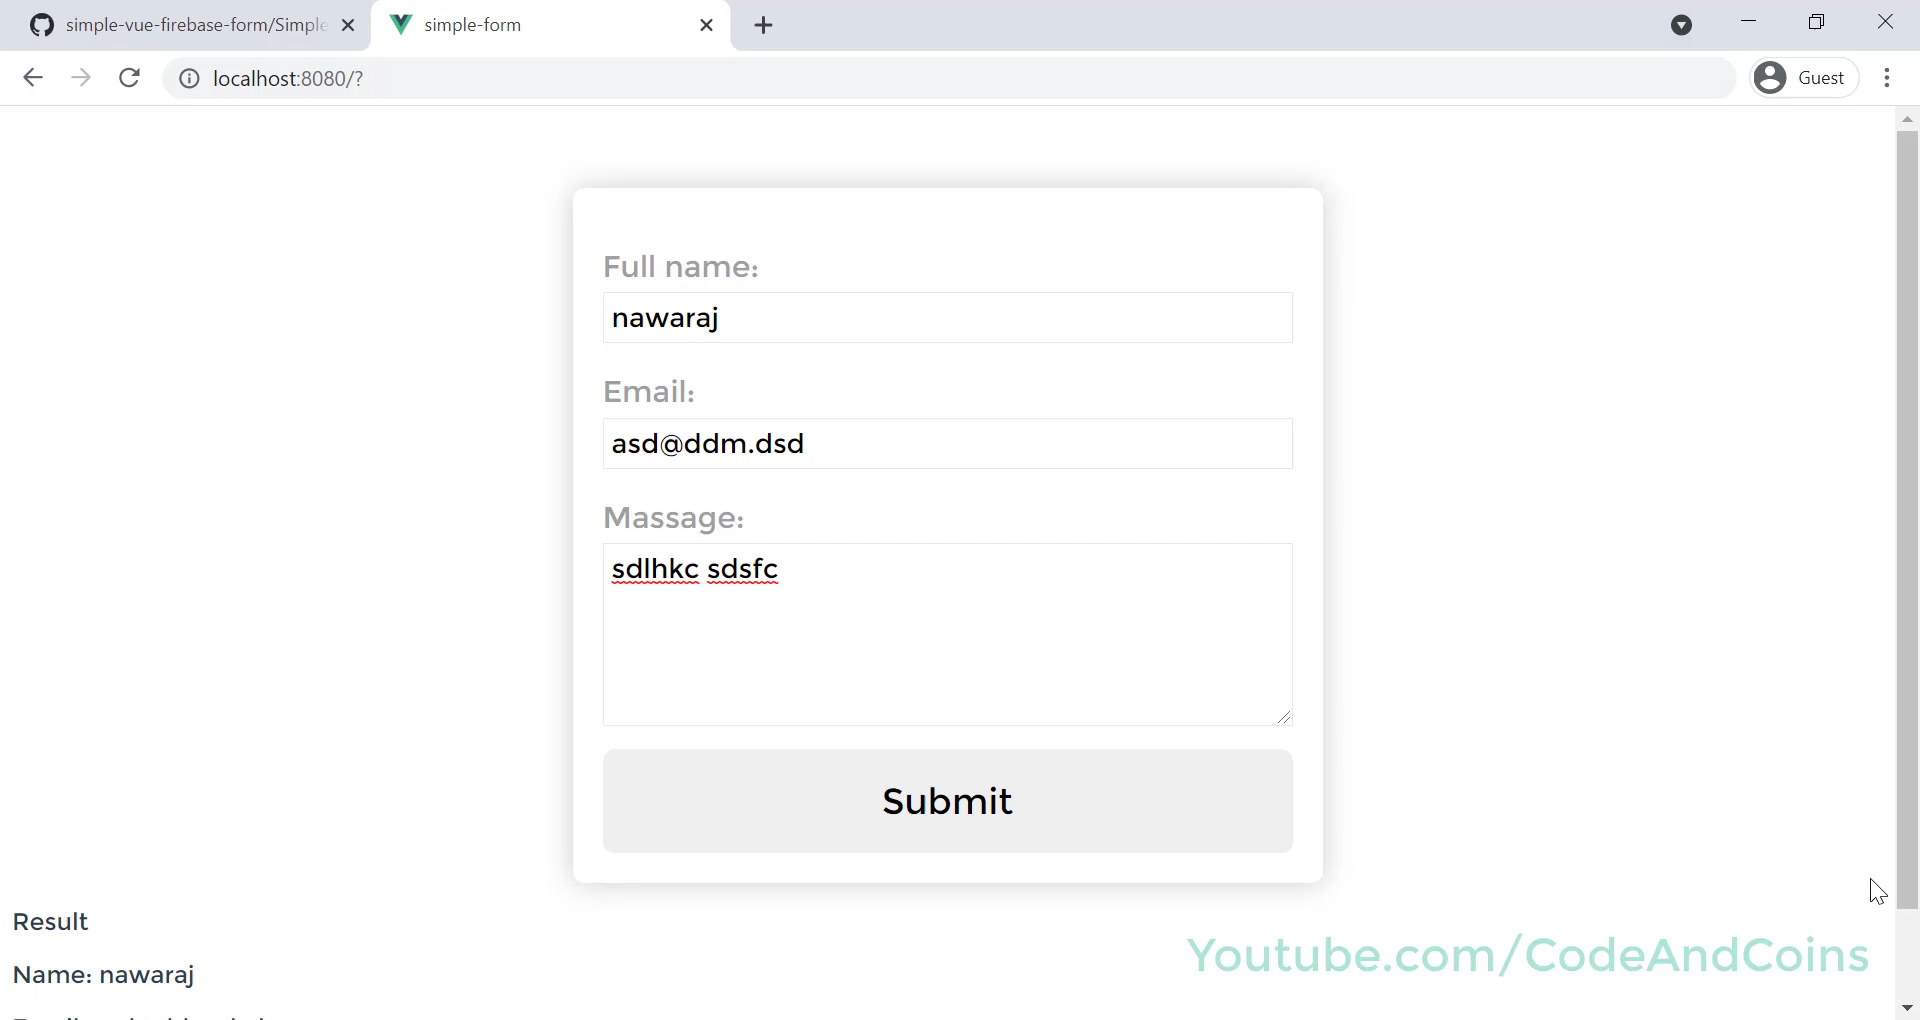 simple-vue-firebase-form/Simple
simple-form
localhost:8080/?
Guest
Full name:
nawaraj
Email:
asd@ddm.dsd
Massage:
sdlhkc sdsfc
Submit
Result
Youtube.com/CodeAndCoins
Name: nawaraj